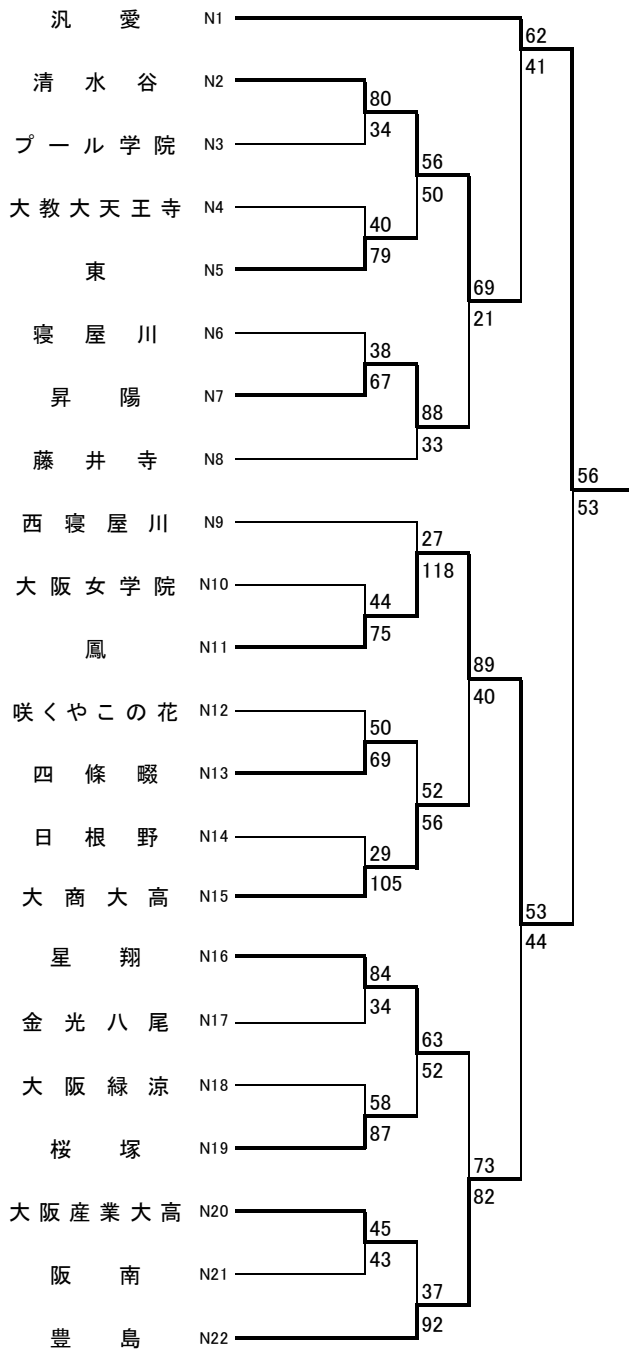 汎愛 N1
62
41
清水谷 N2
80
34
プール学院 N3
56
50
大教大天王寺 N4
40
79
東 N5
69
21
寝屋川 N6
38
67
昇陽 N7
88
33
藤井寺 N8
56
53
西寝屋川 N9
27
118
大阪女学院 N10
44
75
鳳 N11
89
40
咲くやこの花 N12
50
69
四條畷 N13
52
56
日根野 N14
29
105
大商大高 N15
53
44
星翔 N16
84
34
金光八尾 N17
63
52
大阪緑涼 N18
58
87
桜塚 N19
73
82
大阪産業大高 N20
45
43
阪南 N21
37
92
豊島 N22